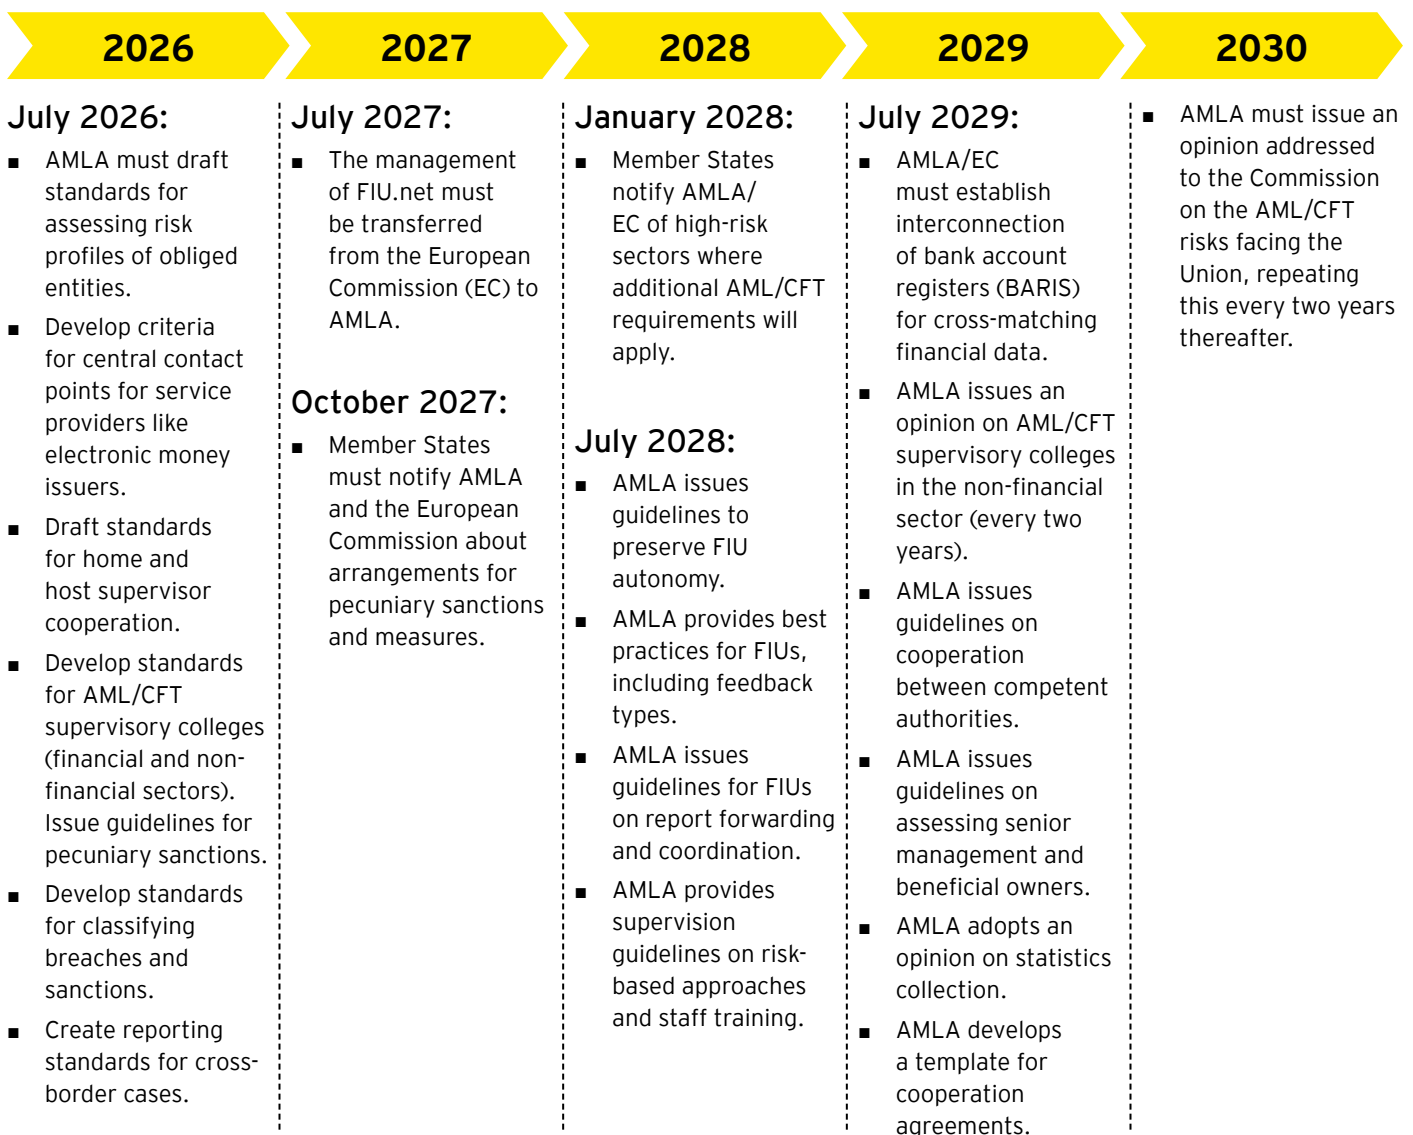 2026
2027
2028
2029
2030
July 2026:
■ AMLA must draft
standards for
assessing risk
profiles of obliged
entities.
■ Develop criteria
for central contact
points for service
providers like
electronic money
issuers.
■ Draft standards
for home and
host supervisor
cooperation.
■ Develop standards
for AML/CFT
supervisory colleges
(financial and non-
financial sectors).
Issue guidelines for
pecuniary sanctions.
■ Develop standards
for classifying
breaches and
sanctions.
■ Create reporting
standards for cross-
border cases.
July 2027:
■ The management
of FIU.net must
be transferred
from the European
Commission (EC) to
AMLA.
October 2027:
■ Member States
must notify AMLA
and the European
Commission about
arrangements for
pecuniary sanctions
and measures.
January 2028:
■ Member States
notify AMLA/
EC of high-risk
sectors where
additional AML/CFT
requirements will
apply.
July 2028:
■ AMLA issues
guidelines to
preserve FIU
autonomy.
■ AMLA provides best
practices for FIUs,
including feedback
types.
■ AMLA issues
guidelines for FIUs
on report forwarding
and coordination.
■ AMLA provides
supervision
guidelines on risk-
based approaches
and staff training.
July 2029:
■ AMLA/EC
must establish
interconnection
of bank account
registers (BARIS)
for cross-matching
financial data.
■ AMLA issues an
opinion on AML/CFT
supervisory colleges
in the non-financial
sector (every two
years).
■ AMLA issues
guidelines on
cooperation
between competent
authorities.
■ AMLA issues
guidelines on
assessing senior
management and
beneficial owners.
■ AMLA adopts an
opinion on statistics
collection.
■ AMLA develops
a template for
cooperation
agreements.
■ AMLA must issue an
opinion addressed
to the Commission
on the AML/CFT
risks facing the
Union, repeating
this every two years
thereafter.